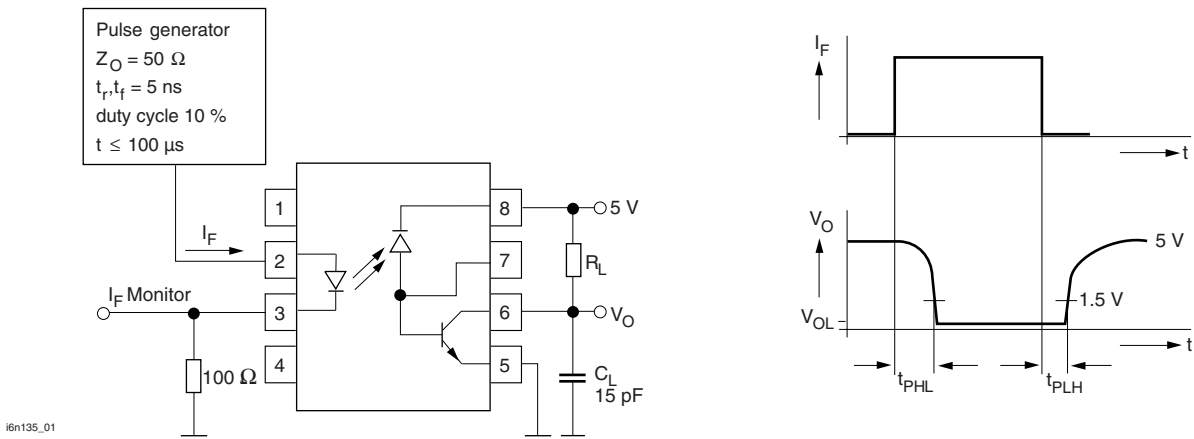 Pulse generator
Z_O = 50 Ω
t_r,t_f = 5 ns
duty cycle 10 %
t ≤ 100 µs
1
8
5 V
I_F
2
7
R_L
I_F Monitor
3
6
V_O
4
5
100 Ω
C_L
15 pF
i6n135_01
I_F
t
V_O
5 V
1.5 V
V_OL
t
t_PHL
t_PLH